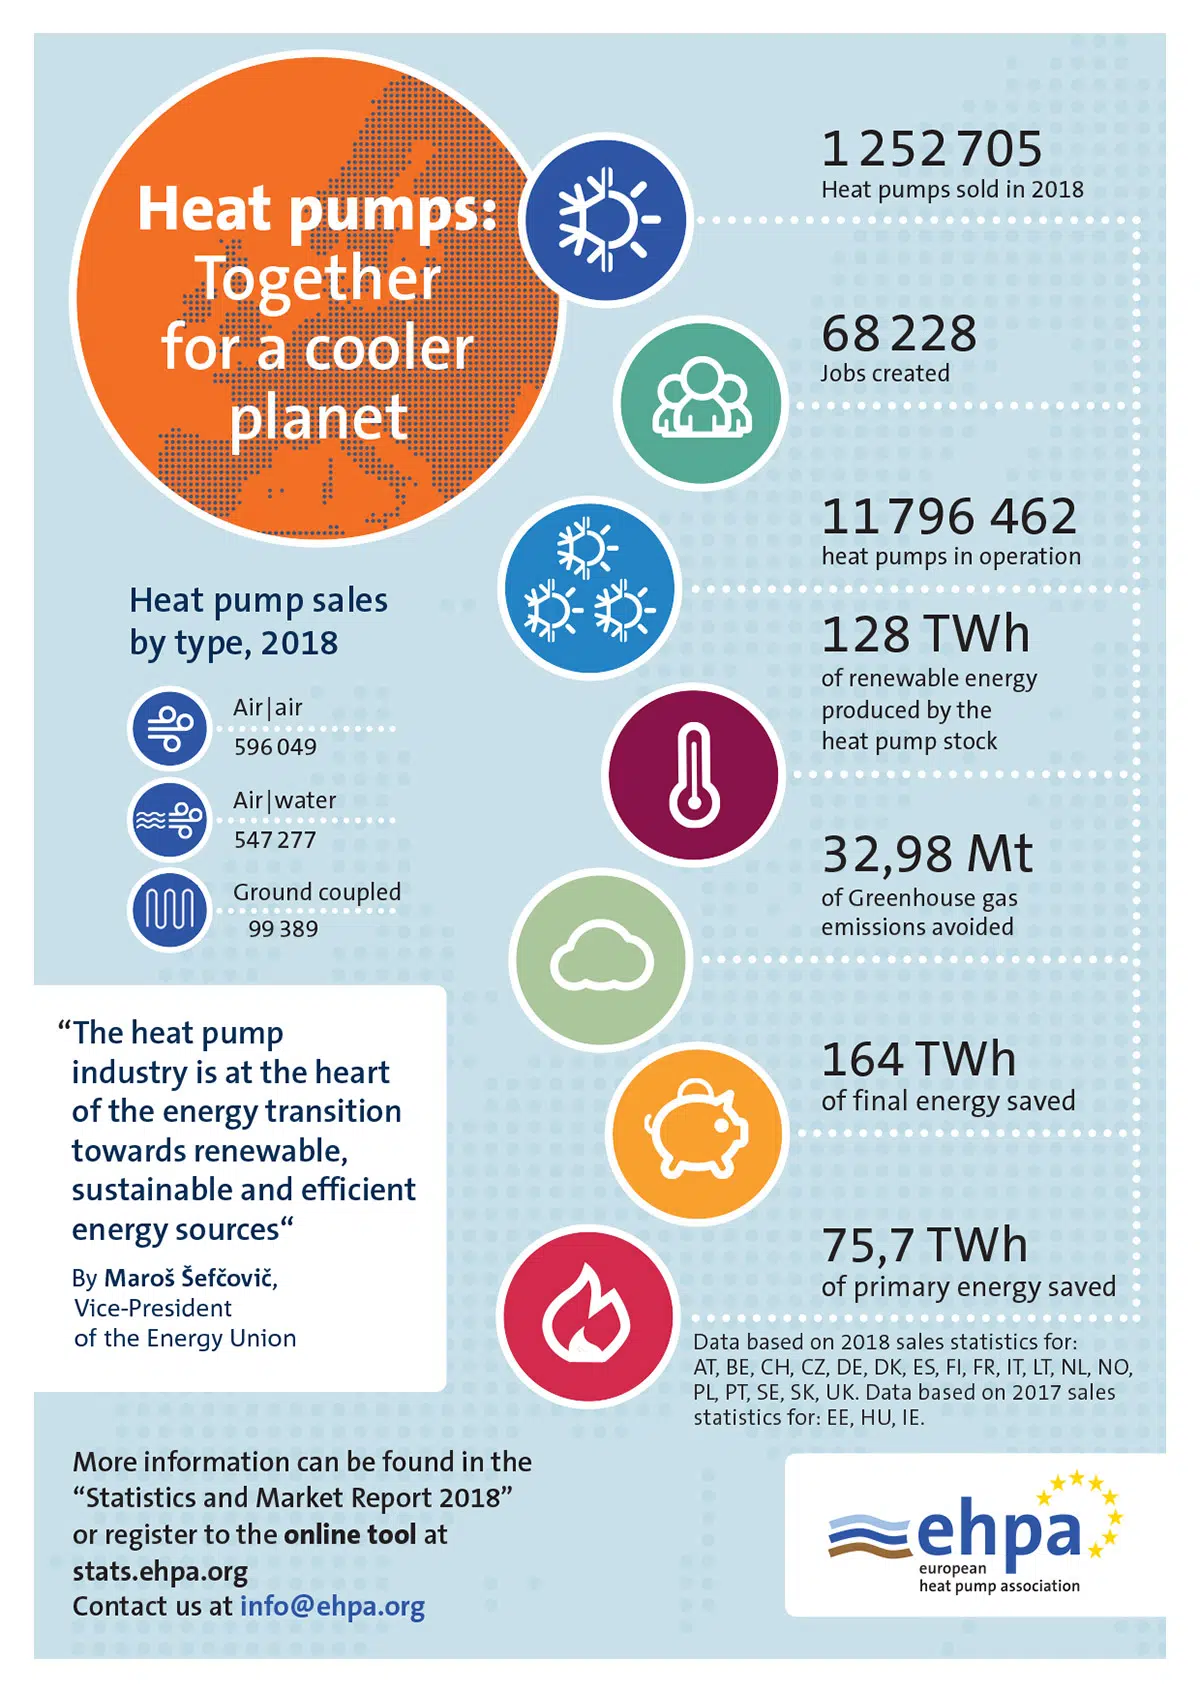 Heat pumps:
Together
for a cooler
planet
1 252 705
Heat pumps sold in 2018
68 228
Jobs created
11 796 462
heat pumps in operation
128 TWh
of renewable energy
produced by the
heat pump stock
32,98 Mt
of Greenhouse gas
emissions avoided
164 TWh
of final energy saved
75,7 TWh
of primary energy saved
Data based on 2018 sales statistics for:
AT, BE, CH, CZ, DE, DK, ES, FI, FR, IT, LT, NL, NO,
PL, PT, SE, SK, UK. Data based on 2017 sales
statistics for: EE, HU, IE.
Heat pump sales
by type, 2018
Air|air
596 049
Air|water
547 277
Ground coupled
99 389
“The heat pump
industry is at the heart
of the energy transition
towards renewable,
sustainable and efficient
energy sources“
By Maroš Šefčovič,
Vice-President
of the Energy Union
More information can be found in the
“Statistics and Market Report 2018”
or register to the online tool at
stats.ehpa.org
Contact us at info@ehpa.org
ehpa
european
heat pump association